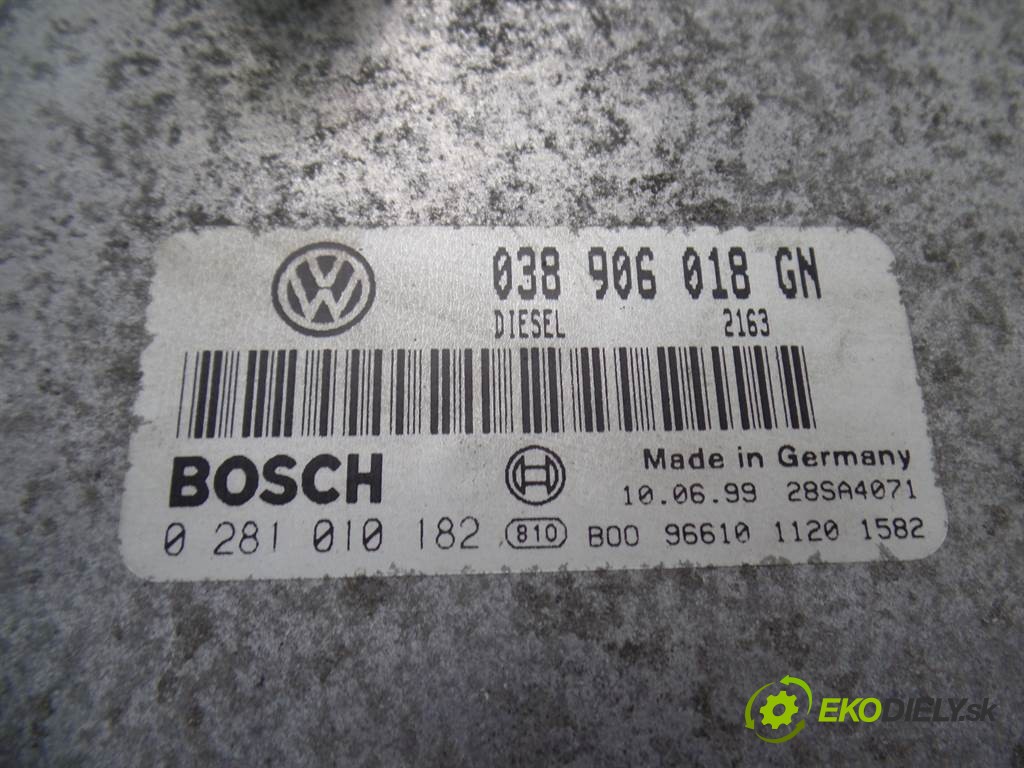 038 906 018 GN
DIESEL 2163
BOSCH
Made in Germany
10.06.99 28SA4071
0 281 010 182 810 B00 96610 1120 1582
EKODIELY.sk